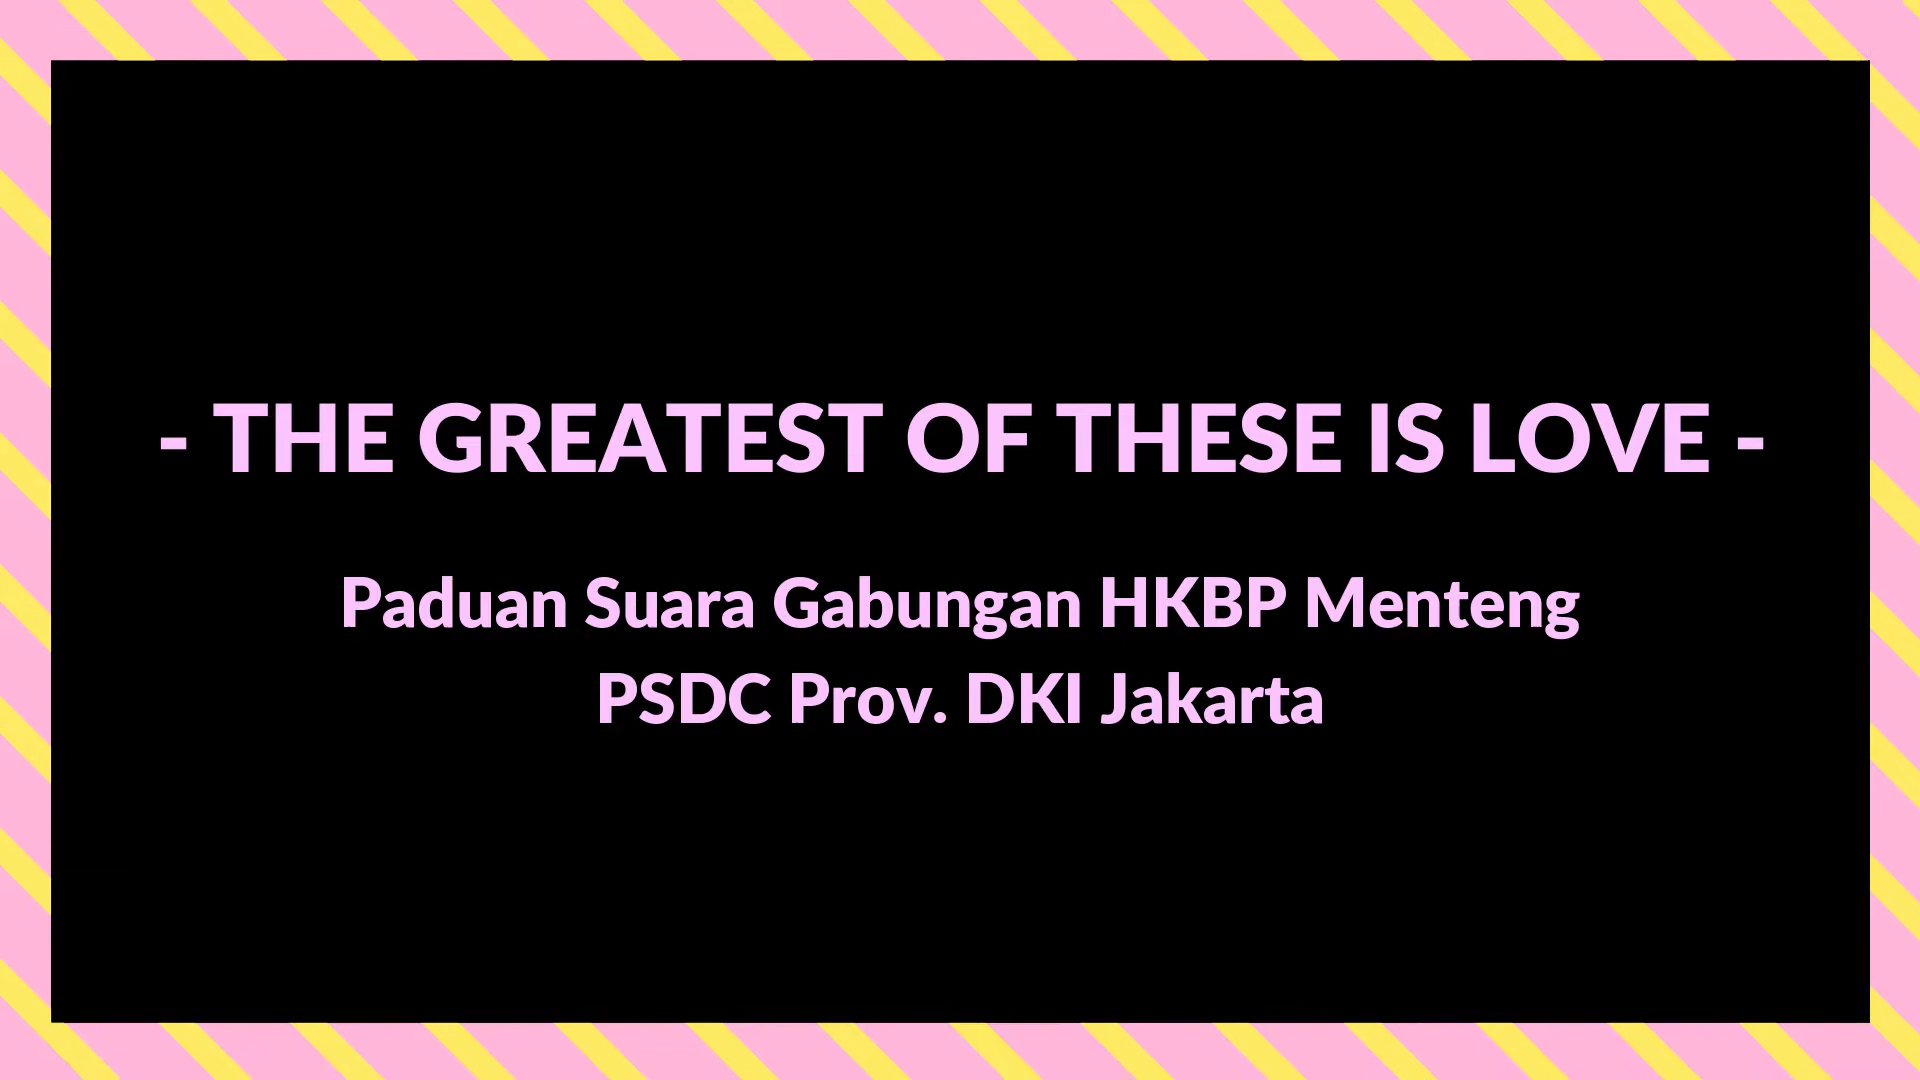 - THE GREATEST OF THESE IS LOVE -
Paduan Suara Gabungan HKBP Menteng
PSDC Prov. DKI Jakarta